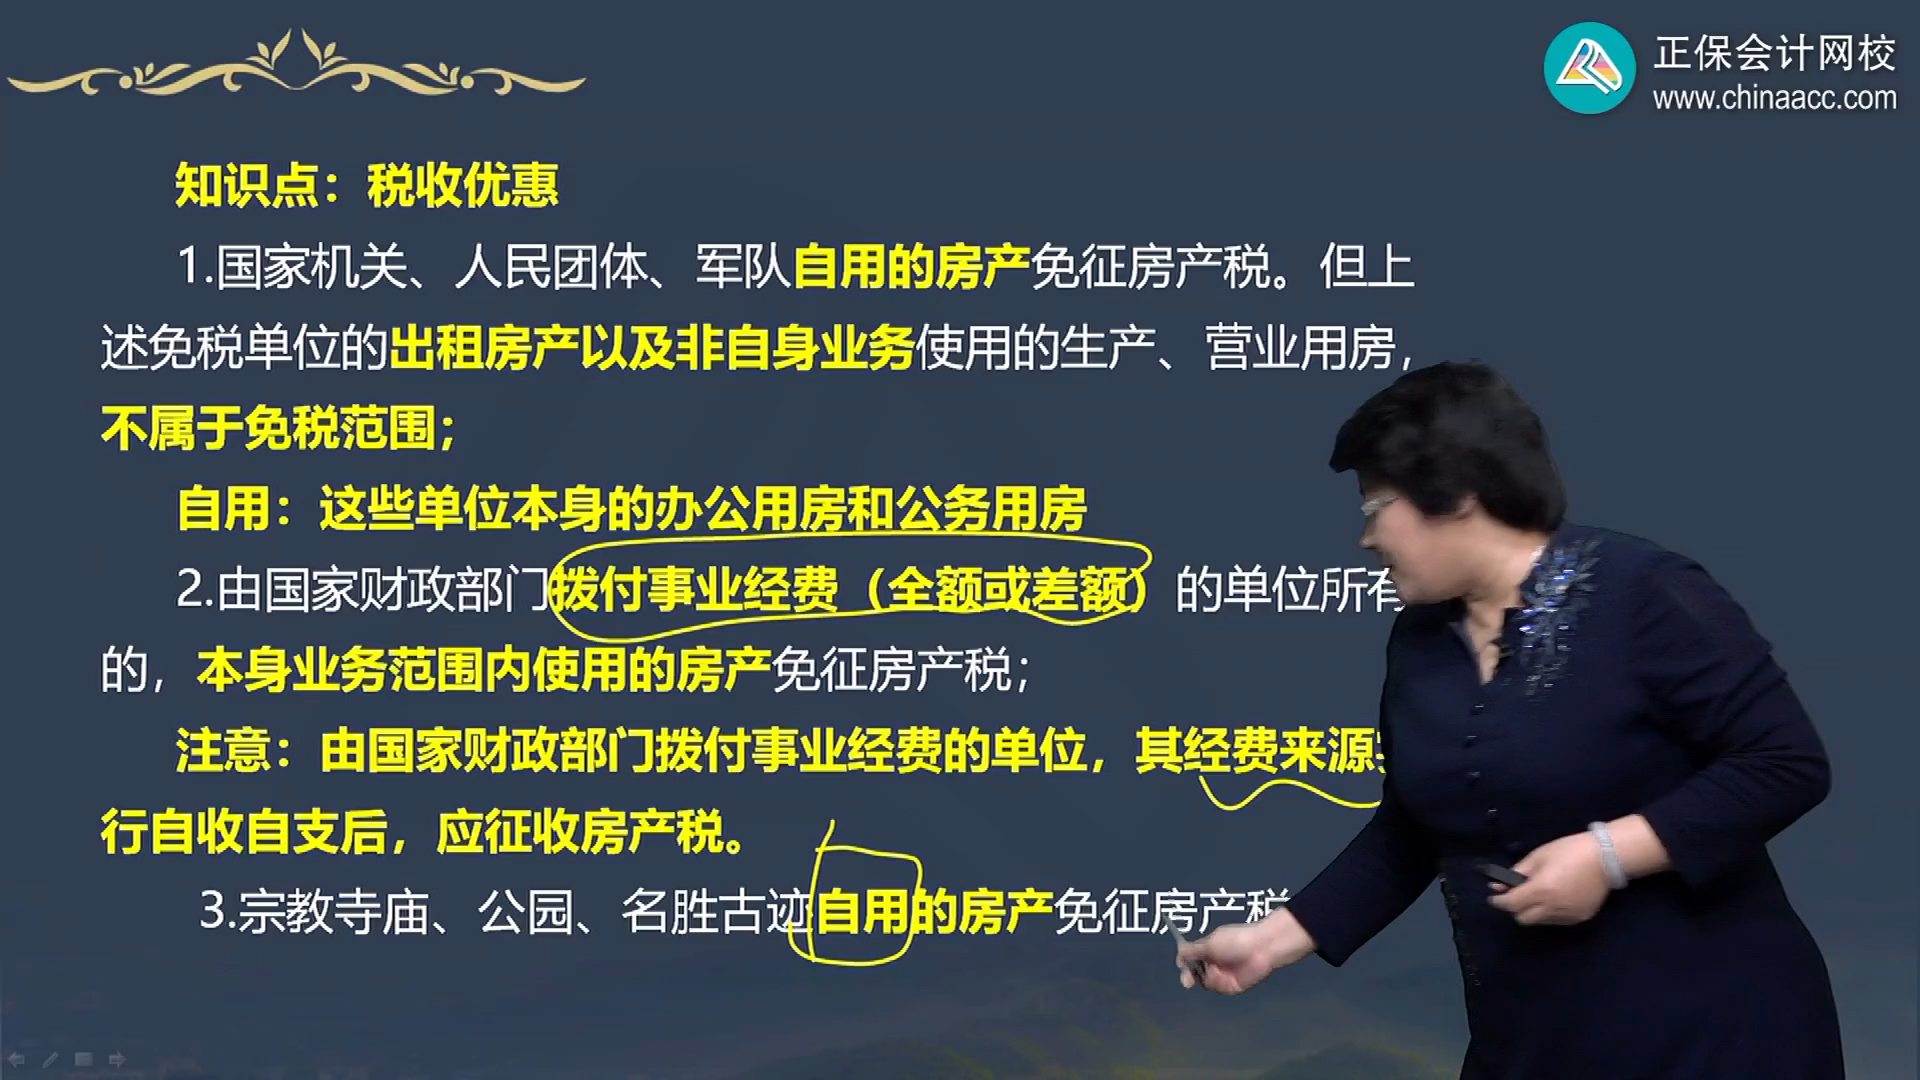 正保会计网校
www.chinaacc.com
知识点：税收优惠
1.国家机关、人民团体、军队自用的房产免征房产税。但上
述免税单位的出租房产以及非自身业务使用的生产、营业用房，
不属于免税范围；
自用：这些单位本身的办公用房和公务用房
2.由国家财政部门拨付事业经费（全额或差额）的单位所有
的，本身业务范围内使用的房产免征房产税；
注意：由国家财政部门拨付事业经费的单位，其经费来源
行自收自支后，应征收房产税。
3.宗教寺庙、公园、名胜古迹自用的房产免征房产税